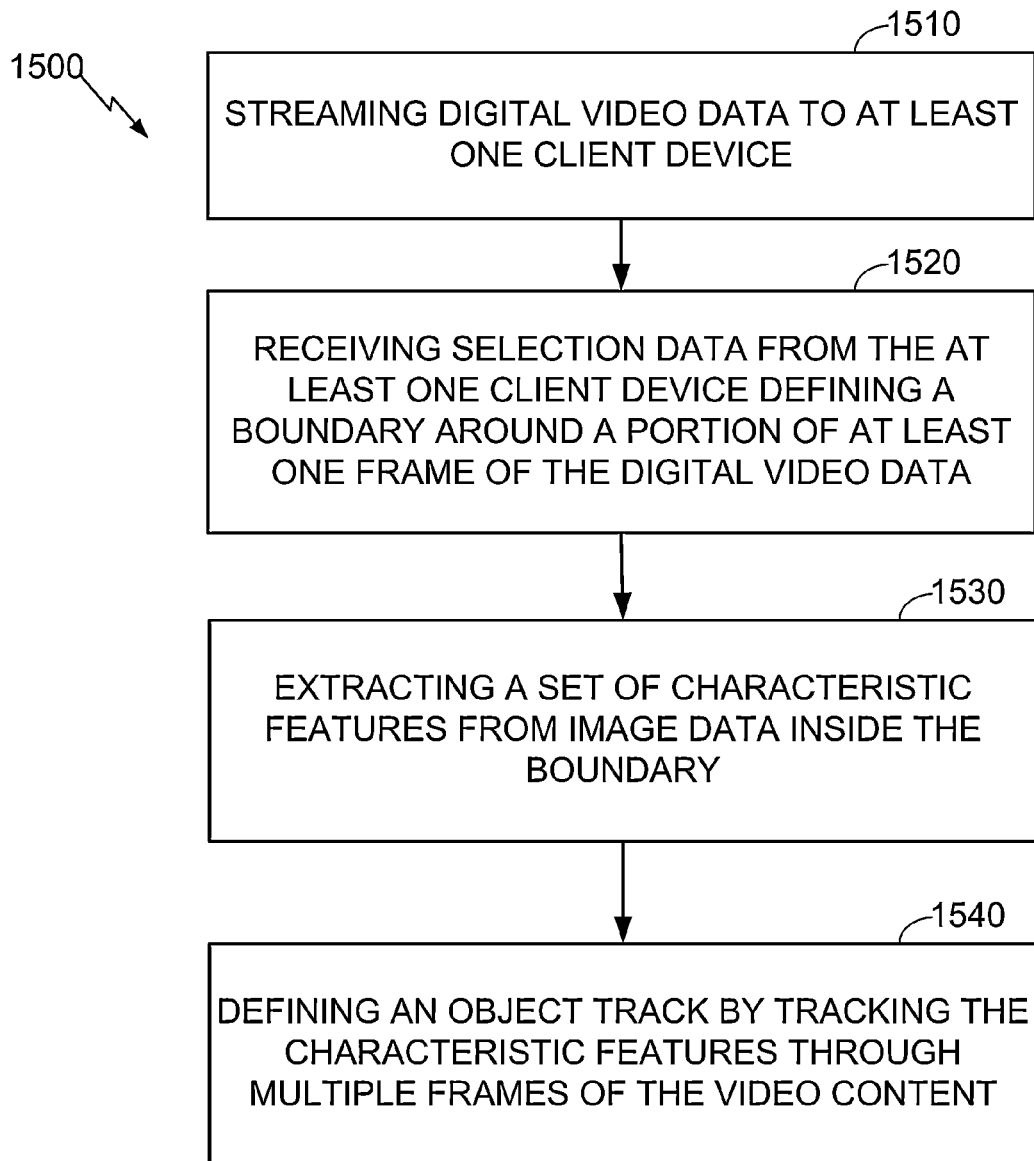 1500
1510
STREAMING DIGITAL VIDEO DATA TO AT LEAST
ONE CLIENT DEVICE
1520
RECEIVING SELECTION DATA FROM THE AT
LEAST ONE CLIENT DEVICE DEFINING A
BOUNDARY AROUND A PORTION OF AT LEAST
ONE FRAME OF THE DIGITAL VIDEO DATA
1530
EXTRACTING A SET OF CHARACTERISTIC
FEATURES FROM IMAGE DATA INSIDE THE
BOUNDARY
1540
DEFINING AN OBJECT TRACK BY TRACKING THE
CHARACTERISTIC FEATURES THROUGH
MULTIPLE FRAMES OF THE VIDEO CONTENT